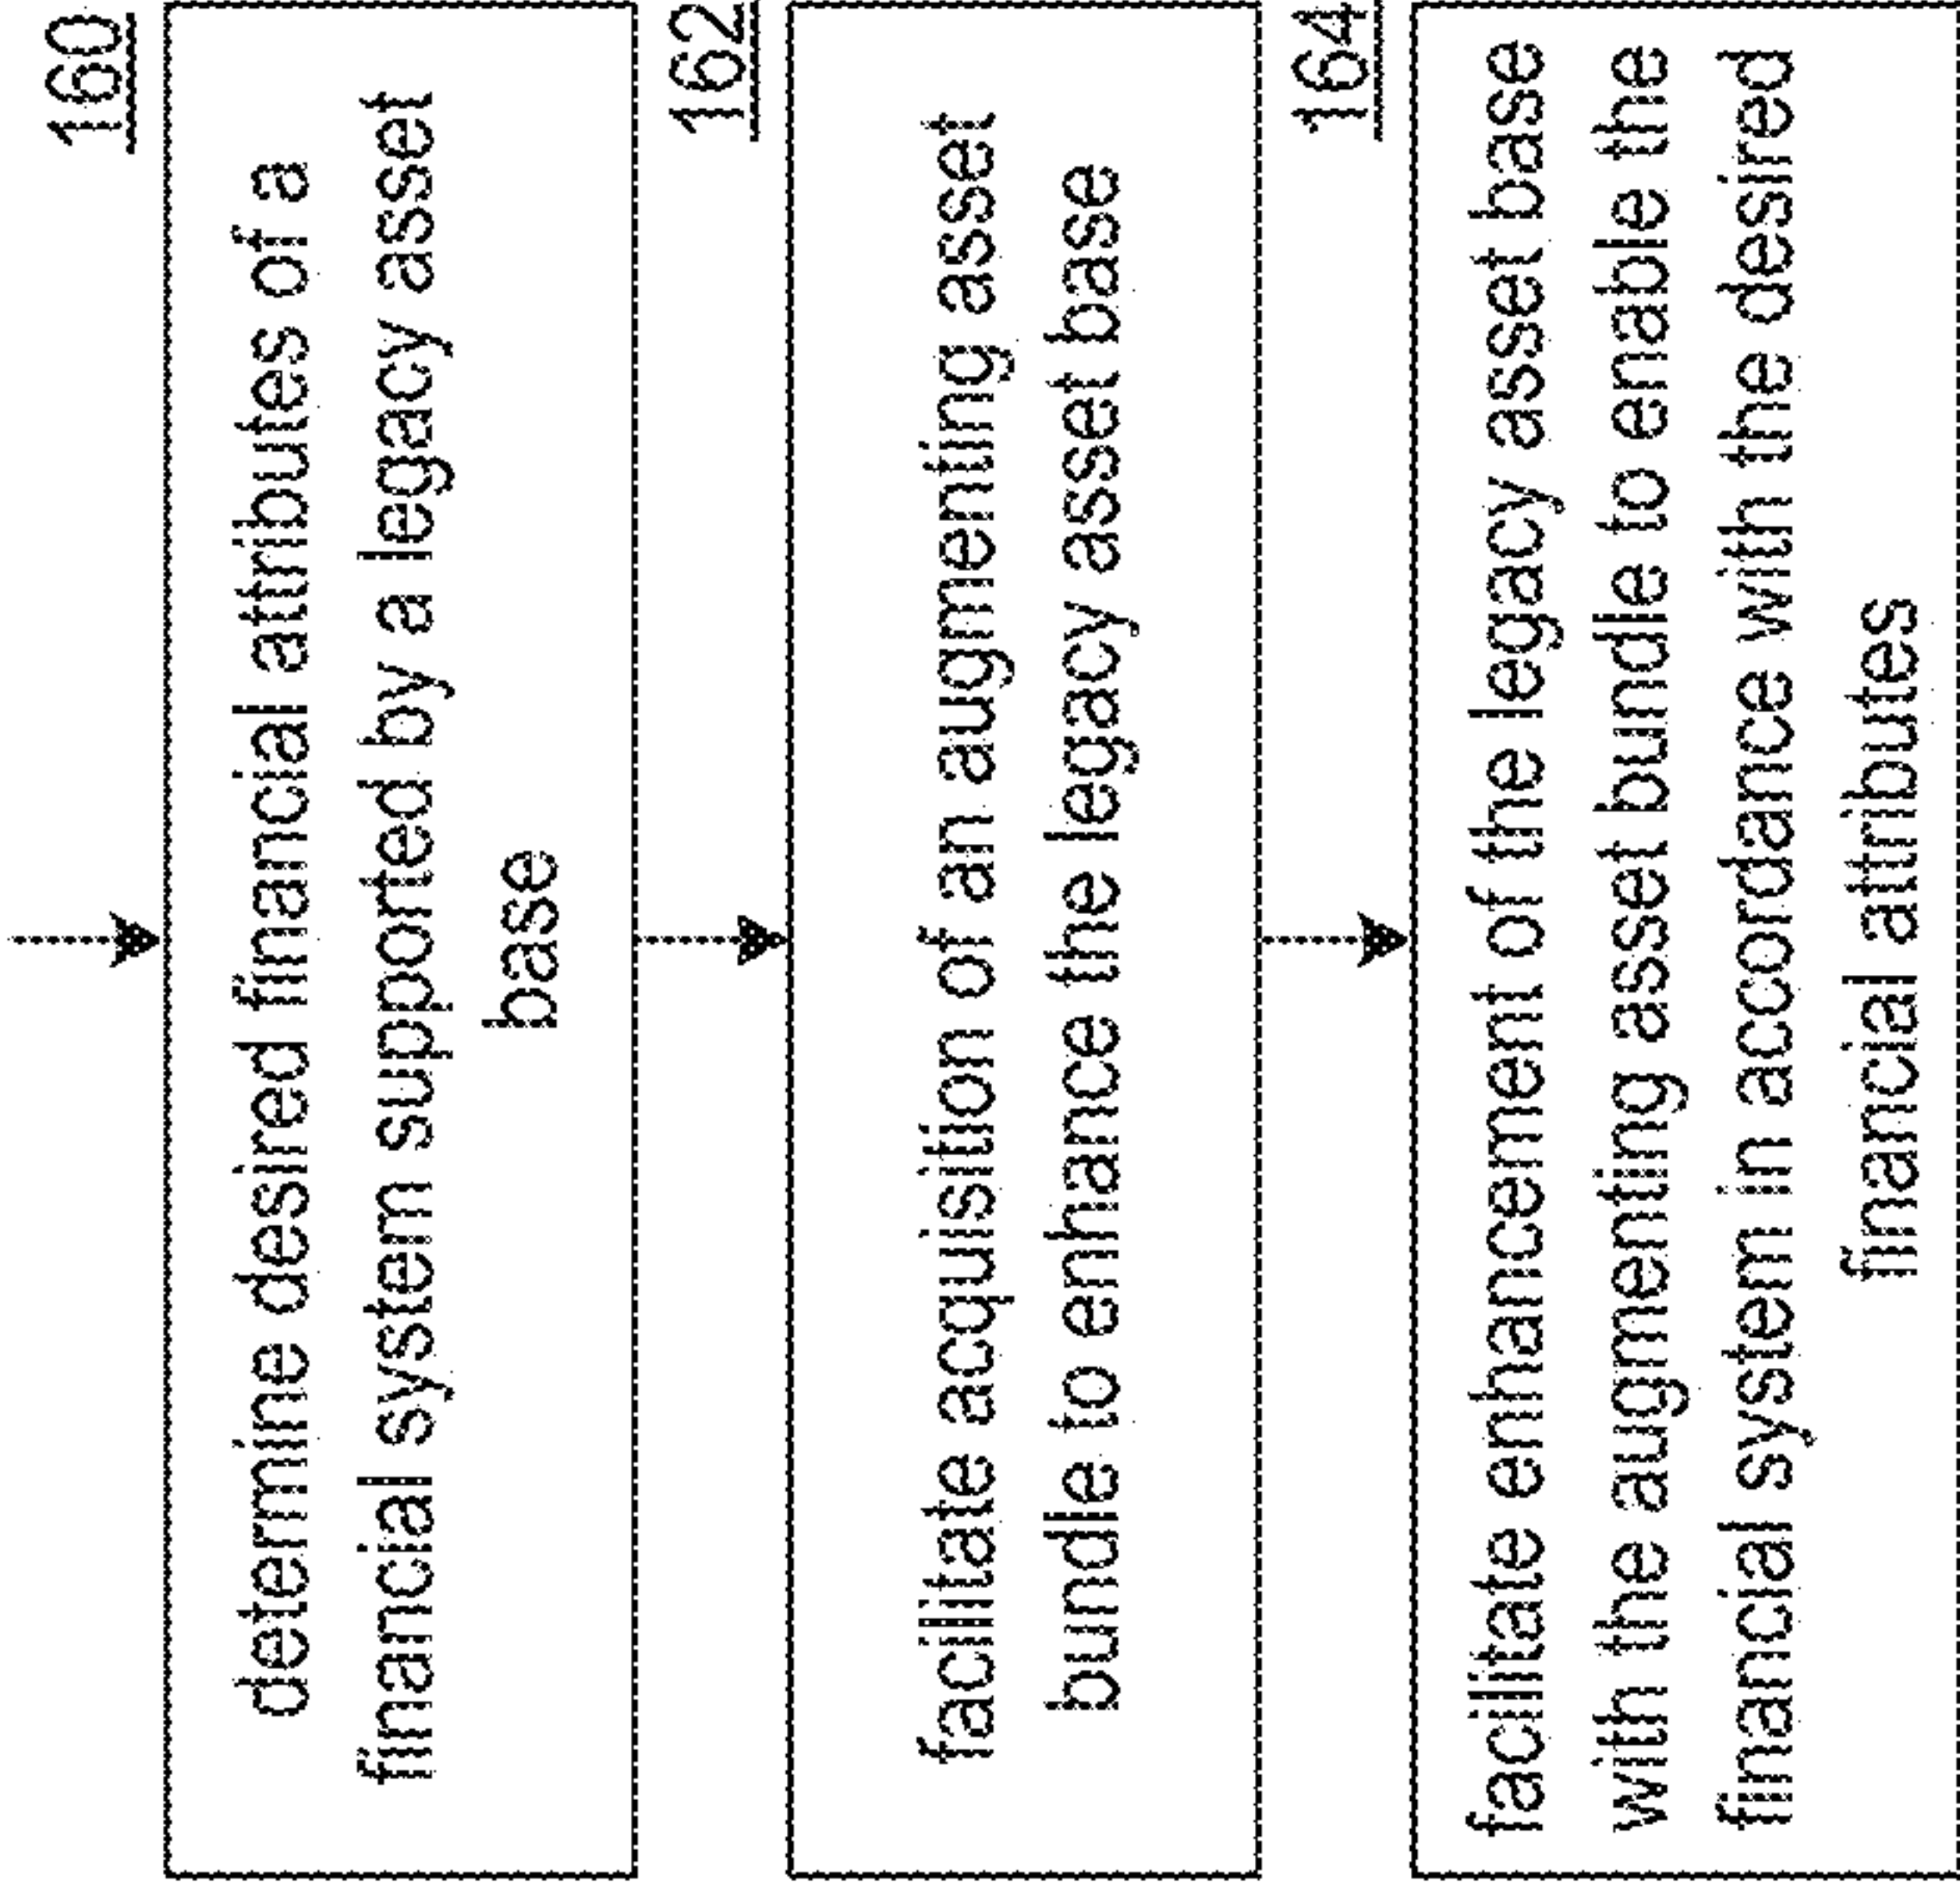 160
determine desired financial attributes of a
financial system supported by a legacy asset
base
162
facilitate acquisition of an augmenting asset
bundle to enhance the legacy asset base
164
facilitate enhancement of the legacy asset base
with the augmenting asset bundle to enable the
financial system in accordance with the desired
financial attributes